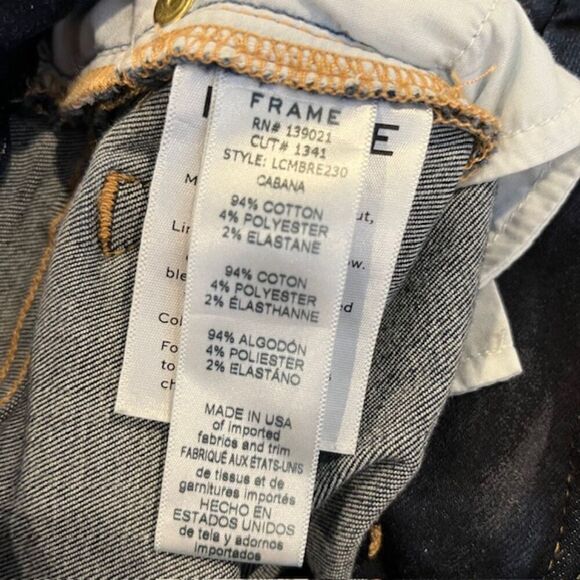 FRAME
RN# 139021
CUT# 1341
STYLE: LCMBRE230
CABANA
94% COTTON
4% POLYESTER
2% ELASTANE
94% COTON
4% POLYESTER
2% ÉLASTHANNE
94% ALGODÓN
4% POLIESTER
2% ELASTÁNO
MADE IN USA
of imported
fabrics and trim
FABRIQUÉ AUX ÉTATS-UNIS
de tissus et de
garnitures importés
HECHO EN
ESTADOS UNIDOS
de tela y adornos
importados
E